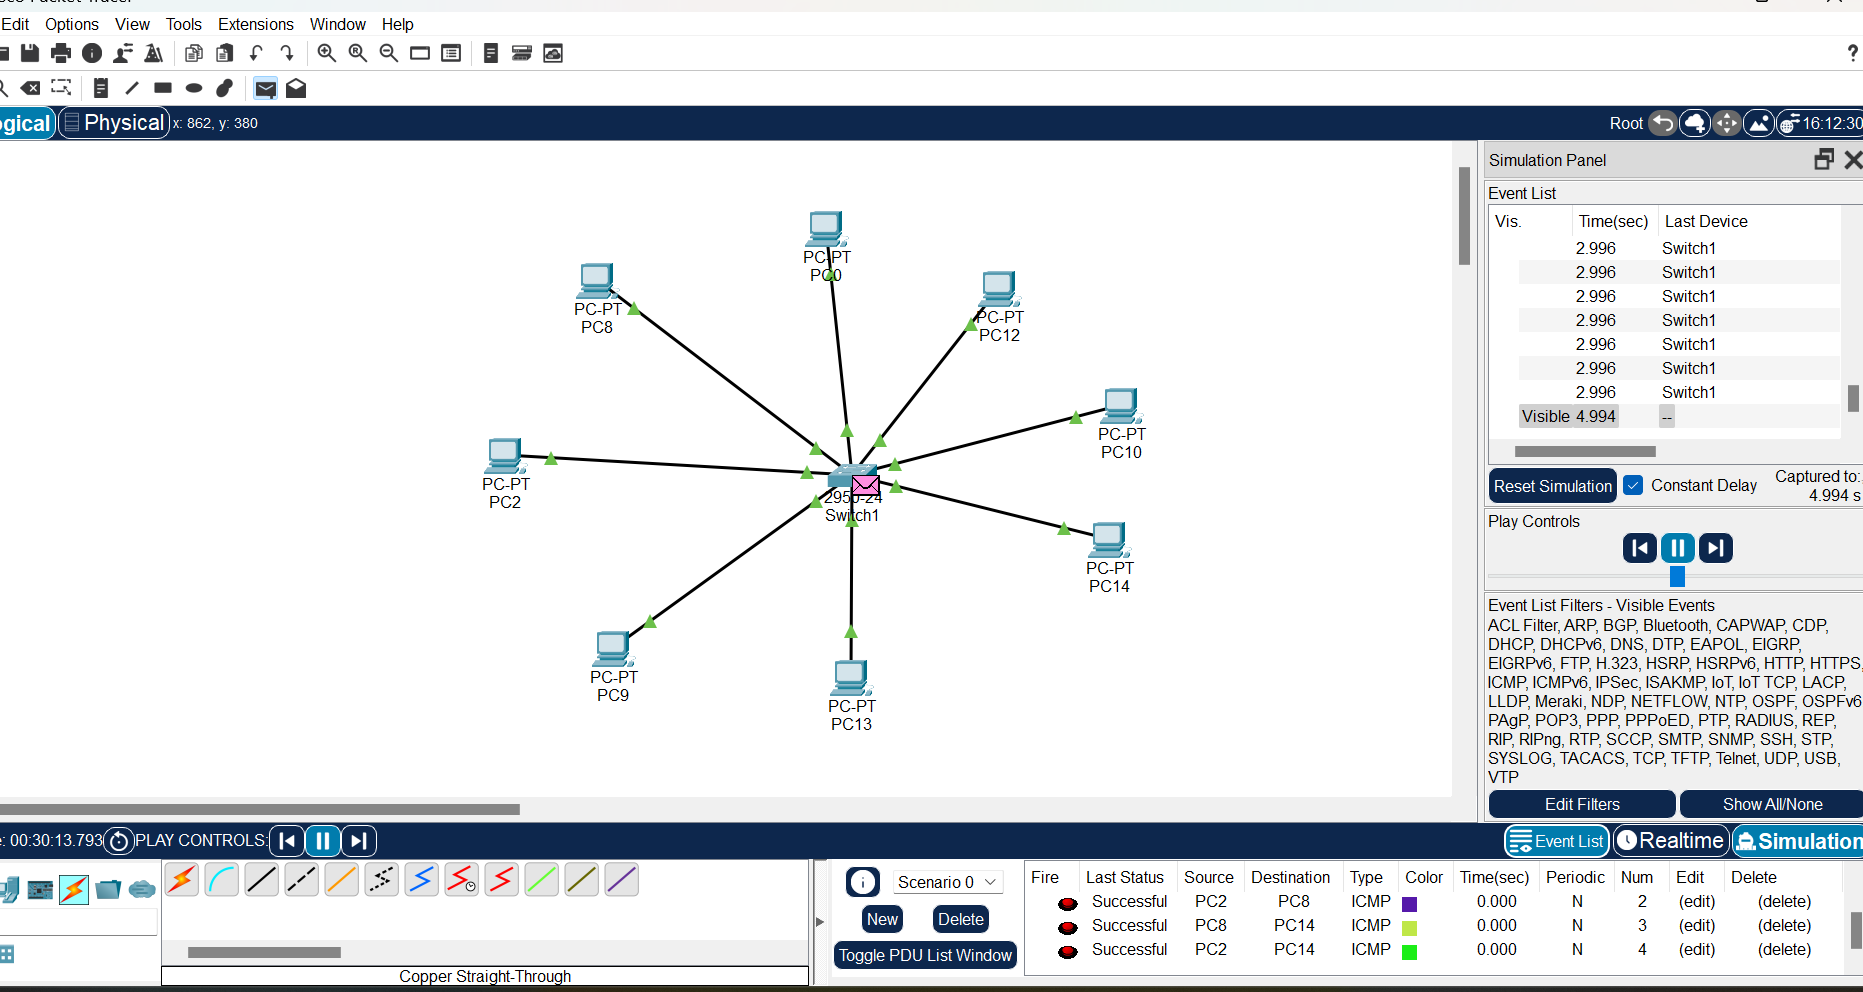 Edit Options View Tools Extensions Window Help
?
Physical x: 862, y: 380
Root 16:12:30
Simulation Panel
Event List
Vis. Time(sec) Last Device
2.996 Switch1
2.996 Switch1
2.996 Switch1
2.996 Switch1
2.996 Switch1
2.996 Switch1
2.996 Switch1
Visible 4.994 --
PC-PT
PC0
PC-PT
PC8
PC-PT
PC12
PC-PT
PC10
PC-PT
PC2
2950-24
Switch1
PC-PT
PC14
PC-PT
PC9
PC-PT
PC13
Reset Simulation Constant Delay Captured to:
4.994 s
Play Controls
Event List Filters - Visible Events
ACL Filter, ARP, BGP, Bluetooth, CAPWAP, CDP,
DHCP, DHCPv6, DNS, DTP, EAPOL, EIGRP,
EIGRPv6, FTP, H.323, HSRP, HSRPv6, HTTP, HTTPS,
ICMP, ICMPv6, IPSec, ISAKMP, IoT, IoT TCP, LACP,
LLDP, Meraki, NDP, NETFLOW, NTP, OSPF, OSPFv6
PAgP, POP3, PPP, PPPoED, PTP, RADIUS, REP,
RIP, RIPng, RTP, SCCP, SMTP, SNMP, SSH, STP,
SYSLOG, TACACS, TCP, TFTP, Telnet, UDP, USB,
VTP
Edit Filters Show All/None
: 00:30:13.793 PLAY CONTROLS:
Event List Realtime Simulation
Scenario 0
New Delete
Toggle PDU List Window
Copper Straight-Through
Fire Last Status Source Destination Type Color Time(sec) Periodic Num Edit Delete
Successful PC2 PC8 ICMP 0.000 N 2 (edit) (delete)
Successful PC8 PC14 ICMP 0.000 N 3 (edit) (delete)
Successful PC2 PC14 ICMP 0.000 N 4 (edit) (delete)